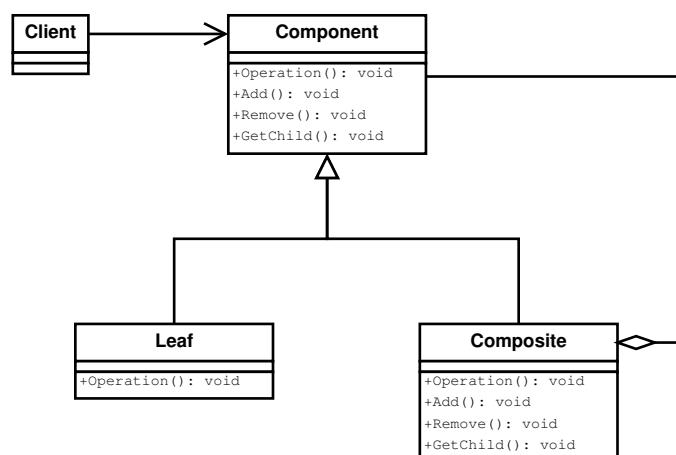 Client
Component
+Operation(): void
+Add(): void
+Remove(): void
+GetChild(): void
Leaf
+Operation(): void
Composite
+Operation(): void
+Add(): void
+Remove(): void
+GetChild(): void